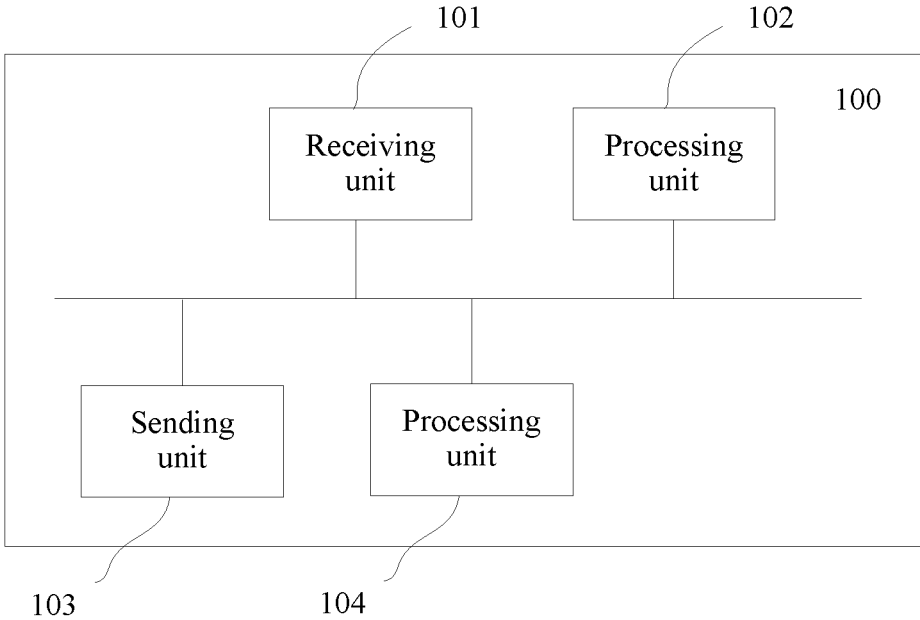 101
102
100
Receiving
unit
Processing
unit
Sending
unit
Processing
unit
103
104